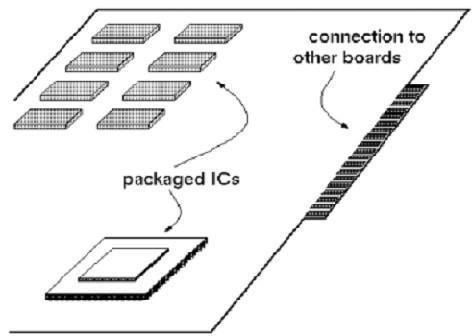 connection to
other boards
packaged ICs